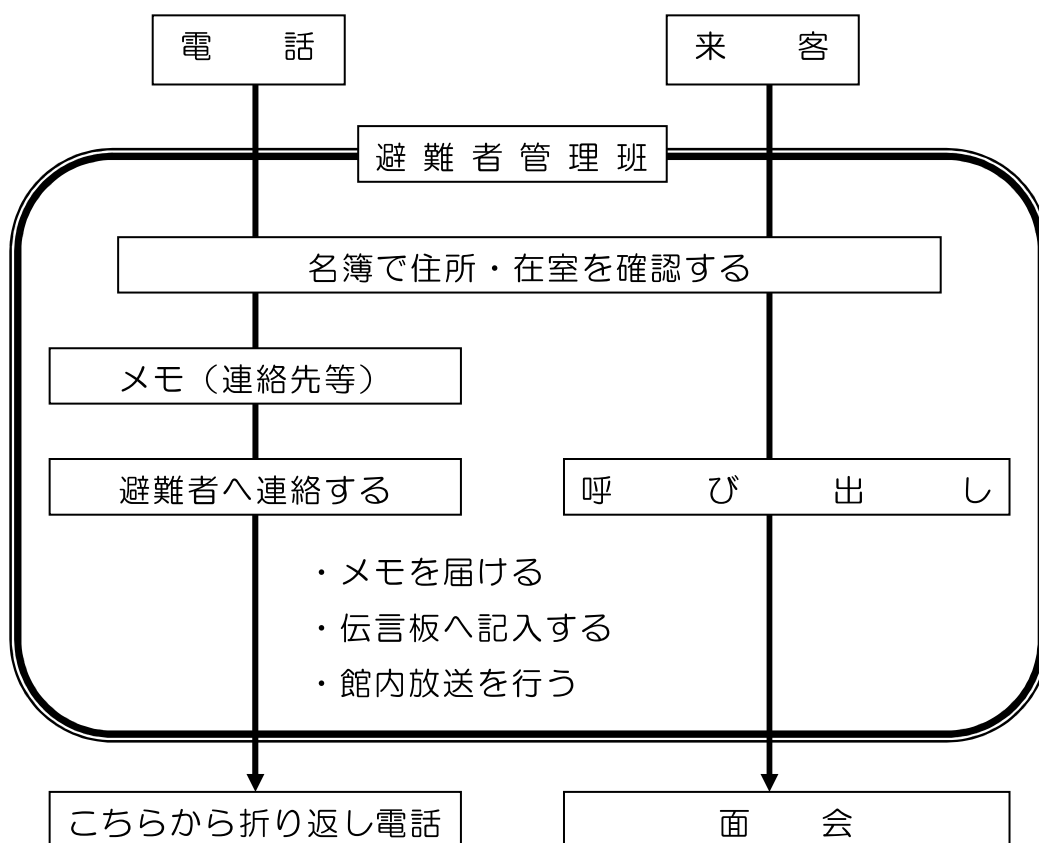 電話
来客
避難者管理班
名簿で住所・在室を確認する
メモ（連絡先等）
避難者へ連絡する
呼び出し
・メモを届ける
・伝言板へ記入する
・館内放送を行う
こちらから折り返し電話
面会